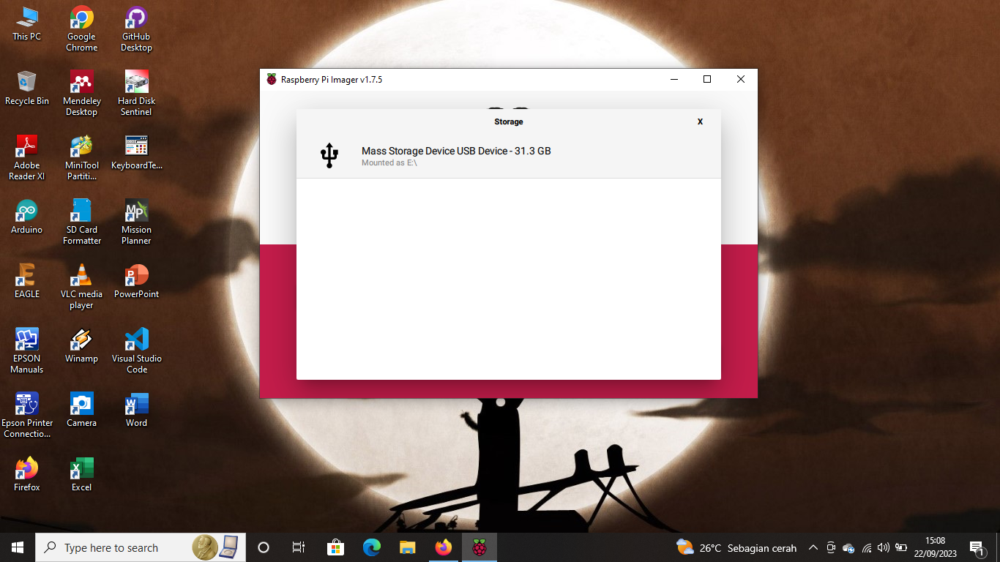 This PC
Google
Chrome
GitHub
Desktop
Recycle Bin
Mendeley
Desktop
Hard Disk
Sentinel
Adobe
Reader XI
MiniTool
Partiti...
KeyboardTe...
Arduino
SD Card
Formatter
Mission
Planner
EAGLE
VLC media
player
PowerPoint
EPSON
Manuals
Winamp
Visual Studio
Code
Epson Printer
Connectio...
Camera
Word
Firefox
Excel
Raspberry Pi Imager v1.7.5
Storage
X
Mass Storage Device USB Device - 31.3 GB
Mounted as E:\
Type here to search
26°C Sebagian cerah
15:08
22/09/2023
1